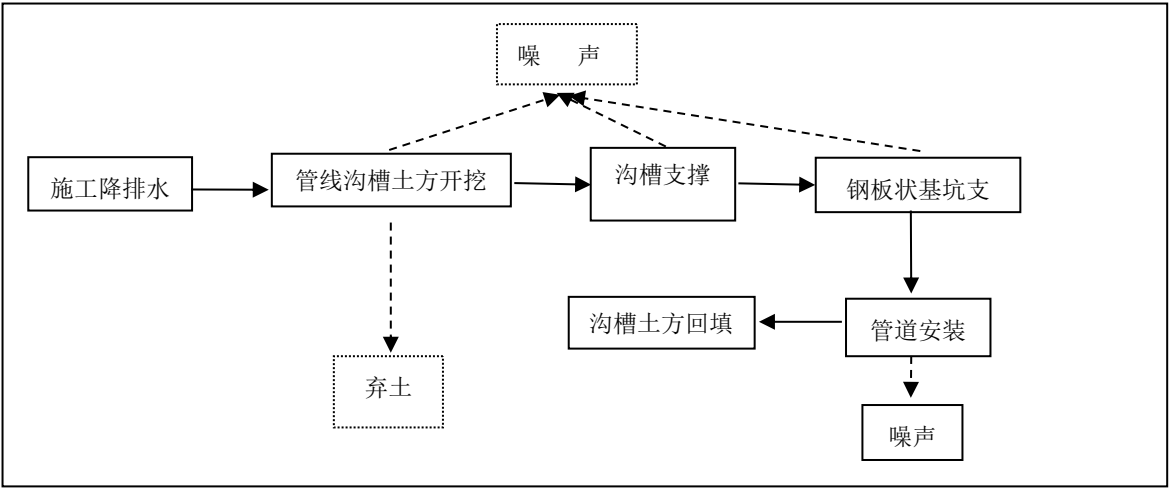 噪 声
施工降排水
管线沟槽土方开挖
沟槽支撑
钢板状基坑支
沟槽土方回填
管道安装
弃土
噪声